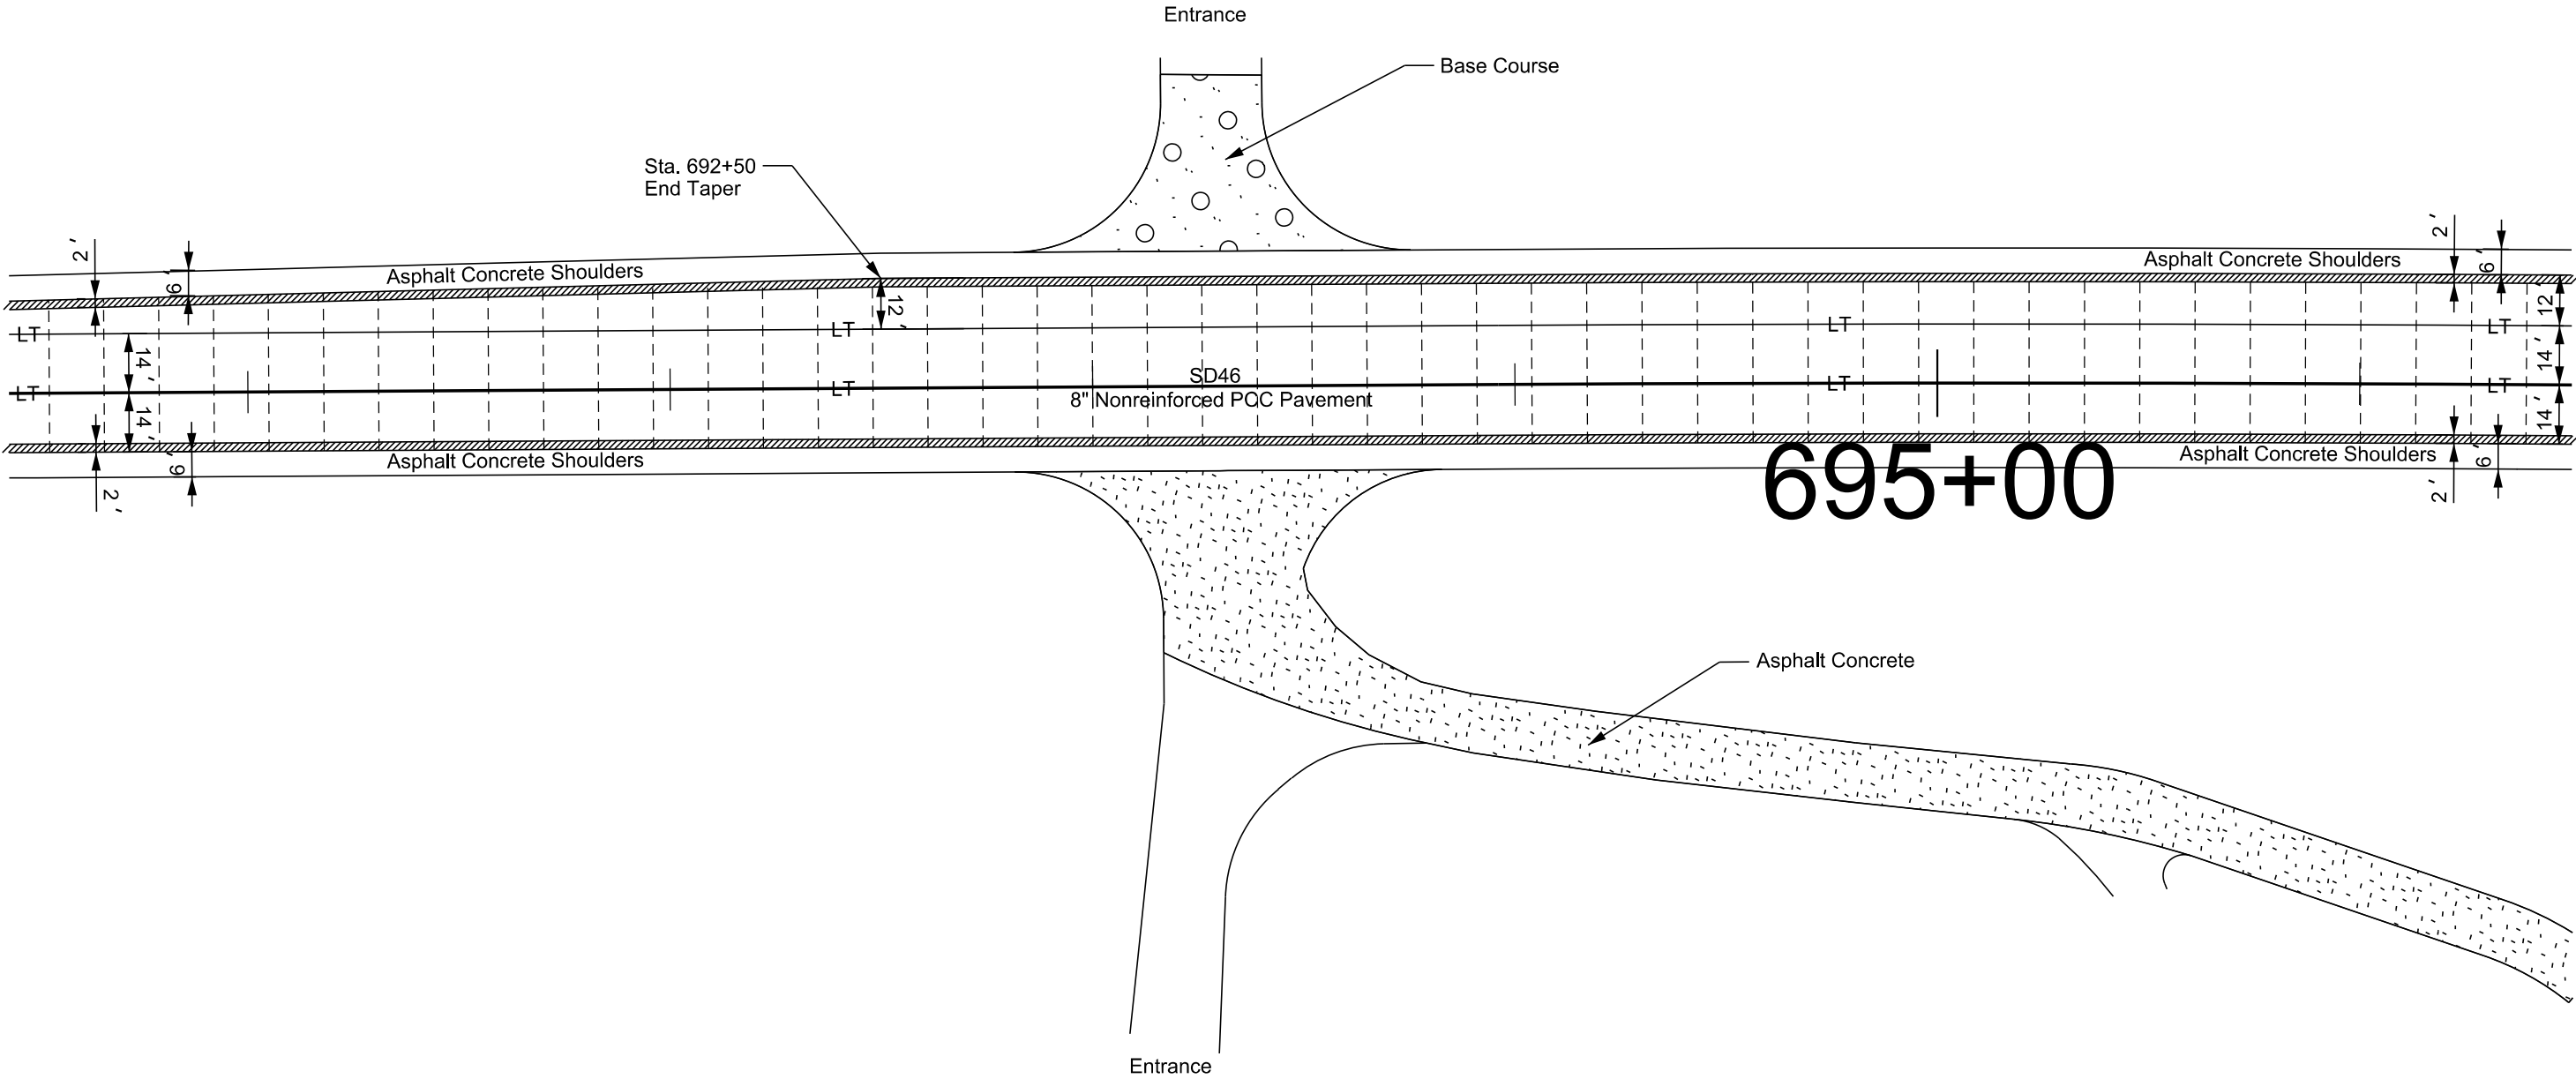 Entrance
Base Course
Sta. 692+50
End Taper
2'
6'
Asphalt Concrete Shoulders
12'
2'
6'
Asphalt Concrete Shoulders
12'
LT
LT
LT
LT
14'
14'
LT
LT
SD46
LT
LT
8" Nonreinforced PCC Pavement
14'
14'
6'
Asphalt Concrete Shoulders
2'
695+00
Asphalt Concrete Shoulders
6'
2'
Asphalt Concrete
Entrance